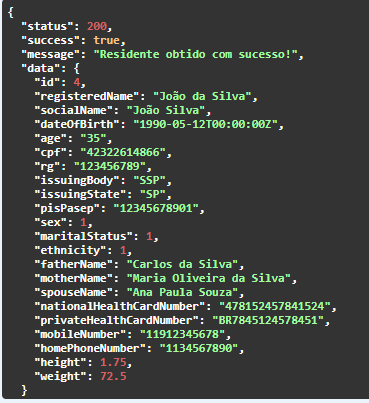 {
"status": 200,
"success": true,
"message": "Residente obtido com sucesso!",
"data": {
"id": 4,
"registeredName": "João da Silva",
"socialName": "João Silva",
"dateOfBirth": "1990-05-12T00:00:00Z",
"age": "35",
"cpf": "42322614866",
"rg": "123456789",
"issuingBody": "SSP",
"issuingState": "SP",
"pisPasep": "12345678901",
"sex": 1,
"maritalStatus": 1,
"ethnicity": 1,
"fatherName": "Carlos da Silva",
"motherName": "Maria Oliveira da Silva",
"spouseName": "Ana Paula Souza",
"nationalHealthCardNumber": "478152457841524",
"privateHealthCardNumber": "BR7845124578451",
"mobileNumber": "11912345678",
"homePhoneNumber": "1134567890",
"height": 1.75,
"weight": 72.5
}